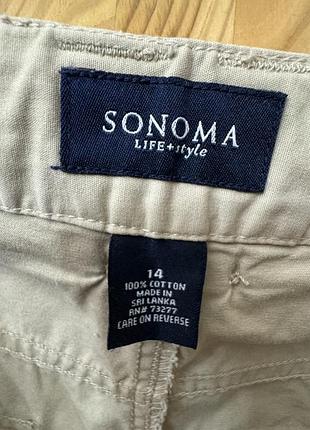 SONOMA
LIFE+style
14
100% COTTON
MADE IN
SRI LANKA
RN# 73277
CARE ON REVERSE